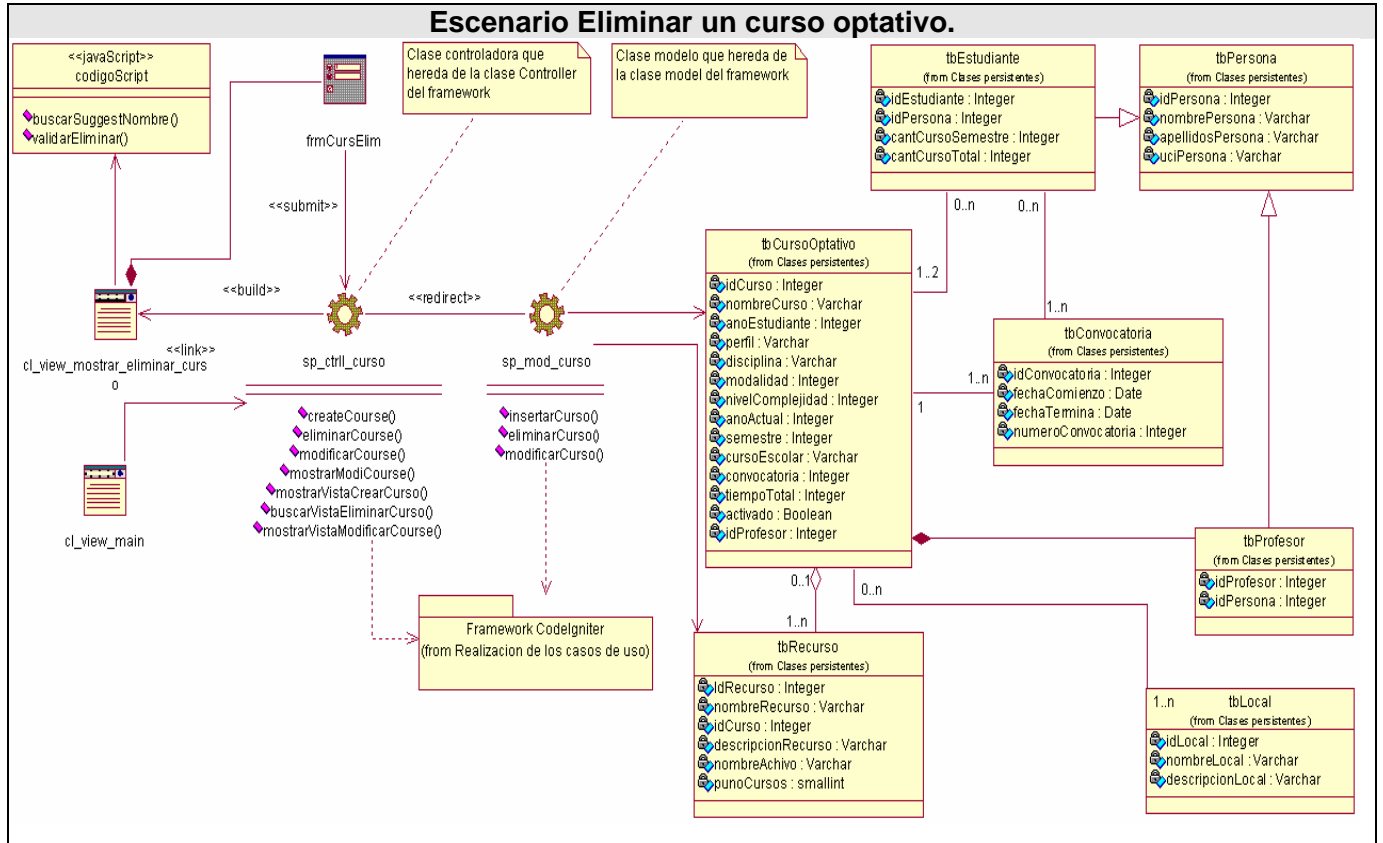 Escenario Eliminar un curso optativo.
<<javaScript>>
codigoScript
buscarSuggestNombre()
validarEliminar()
frmCursElim
Clase controladora que
hereda de la clase Controller
del framework
Clase modelo que hereda de
la clase model del framework
tbEstudiante
(from Clases persistentes)
idEstudiante : Integer
idPersona : Integer
cantCursoSemestre : Integer
cantCursoTotal : Integer
tbPersona
(from Clases persistentes)
idPersona : Integer
nombrePersona : Varchar
apellidosPersona : Varchar
uciPersona : Varchar
<<submit>>
0..n
0..n
1..2
1..n
<<build>>
<<redirect>>
<<link>>
cl_view_mostrar_eliminar_curs
o
sp_ctrll_curso
createCourse()
eliminarCourse()
modificarCourse()
mostrarModiCourse()
mostrarVistaCrearCurso()
buscarVistaEliminarCurso()
mostrarVistaModificarCourse()
sp_mod_curso
insertarCurso()
eliminarCurso()
modificarCurso()
cl_view_main
tbCursoOptativo
(from Clases persistentes)
idCurso : Integer
nombreCurso : Varchar
anoEstudiante : Integer
perfil : Varchar
disciplina : Varchar
modalidad : Integer
nivelComplejidad : Integer
anoActual : Integer
semestre : Integer
cursoEscolar : Varchar
convocatoria : Integer
tiempoTotal : Integer
activado : Boolean
idProfesor : Integer
1..n
1
tbConvocatoria
(from Clases persistentes)
idConvocatoria : Integer
fechaComienzo : Date
fechaTermina : Date
numeroConvocatoria : Integer
tbProfesor
(from Clases persistentes)
idProfesor : Integer
idPersona : Integer
0..1
0..n
1..n
Framework CodeIgniter
(from Realizacion de los casos de uso)
tbRecurso
(from Clases persistentes)
IdRecurso : Integer
nombreRecurso : Varchar
idCurso : Integer
descripcionRecurso : Varchar
nombreAchivo : Varchar
punoCursos : smallint
1..n
tbLocal
(from Clases persistentes)
idLocal : Integer
nombreLocal : Varchar
descripcionLocal : Varchar